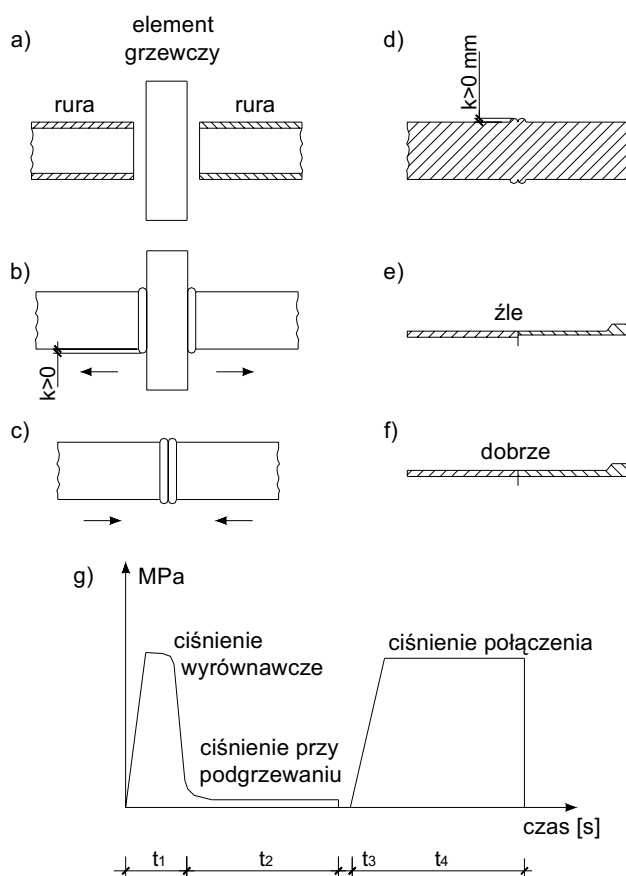 a)
element
grzewczy
rura
rura
b)
k>0
c)
d)
k>0 mm
e)
źle
f)
dobrze
g)
MPa
ciśnienie
wyrównawcze
ciśnienie przy
podgrzewaniu
ciśnienie połączenia
czas [s]
t1
t2
t3
t4